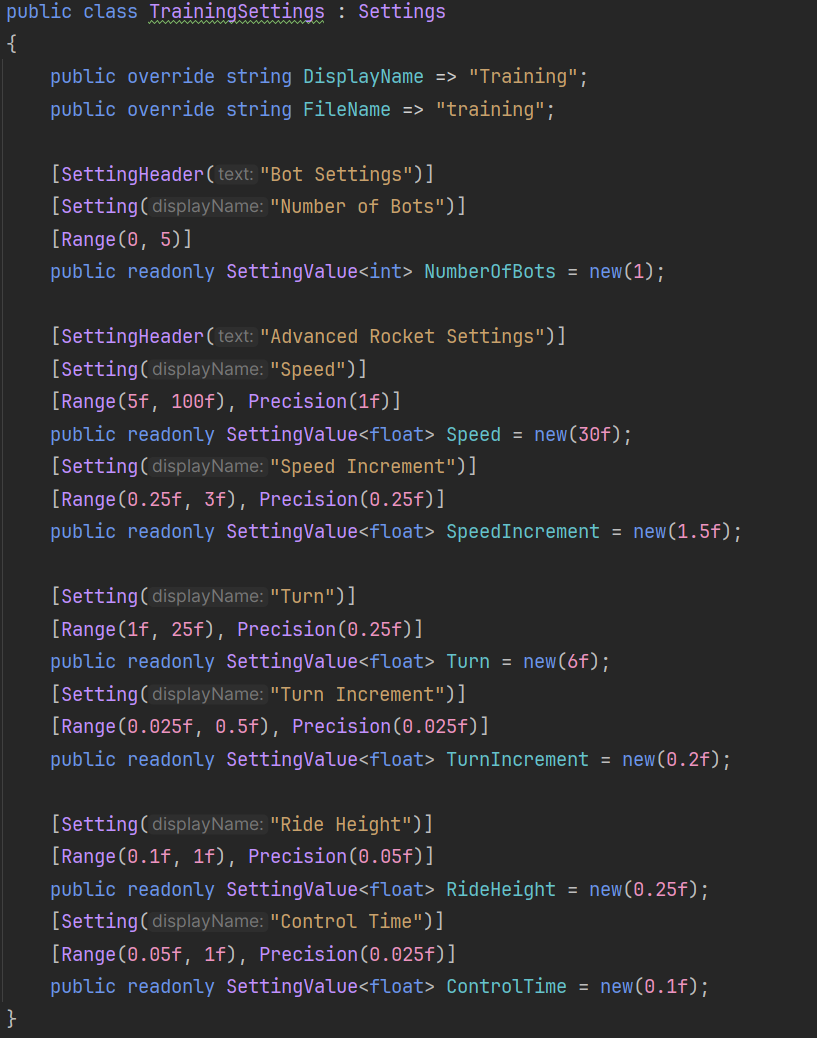 public class TrainingSettings : Settings
{
    public override string DisplayName => "Training";
    public override string FileName => "training";

    [SettingHeader(text:"Bot Settings")]
    [Setting(displayName:"Number of Bots")]
    [Range(0, 5)]
    public readonly SettingValue<int> NumberOfBots = new(1);

    [SettingHeader(text:"Advanced Rocket Settings")]
    [Setting(displayName:"Speed")]
    [Range(5f, 100f), Precision(1f)]
    public readonly SettingValue<float> Speed = new(30f);
    [Setting(displayName:"Speed Increment")]
    [Range(0.25f, 3f), Precision(0.25f)]
    public readonly SettingValue<float> SpeedIncrement = new(1.5f);

    [Setting(displayName:"Turn")]
    [Range(1f, 25f), Precision(0.25f)]
    public readonly SettingValue<float> Turn = new(6f);
    [Setting(displayName:"Turn Increment")]
    [Range(0.025f, 0.5f), Precision(0.025f)]
    public readonly SettingValue<float> TurnIncrement = new(0.2f);

    [Setting(displayName:"Ride Height")]
    [Range(0.1f, 1f), Precision(0.05f)]
    public readonly SettingValue<float> RideHeight = new(0.25f);
    [Setting(displayName:"Control Time")]
    [Range(0.05f, 1f), Precision(0.025f)]
    public readonly SettingValue<float> ControlTime = new(0.1f);
}